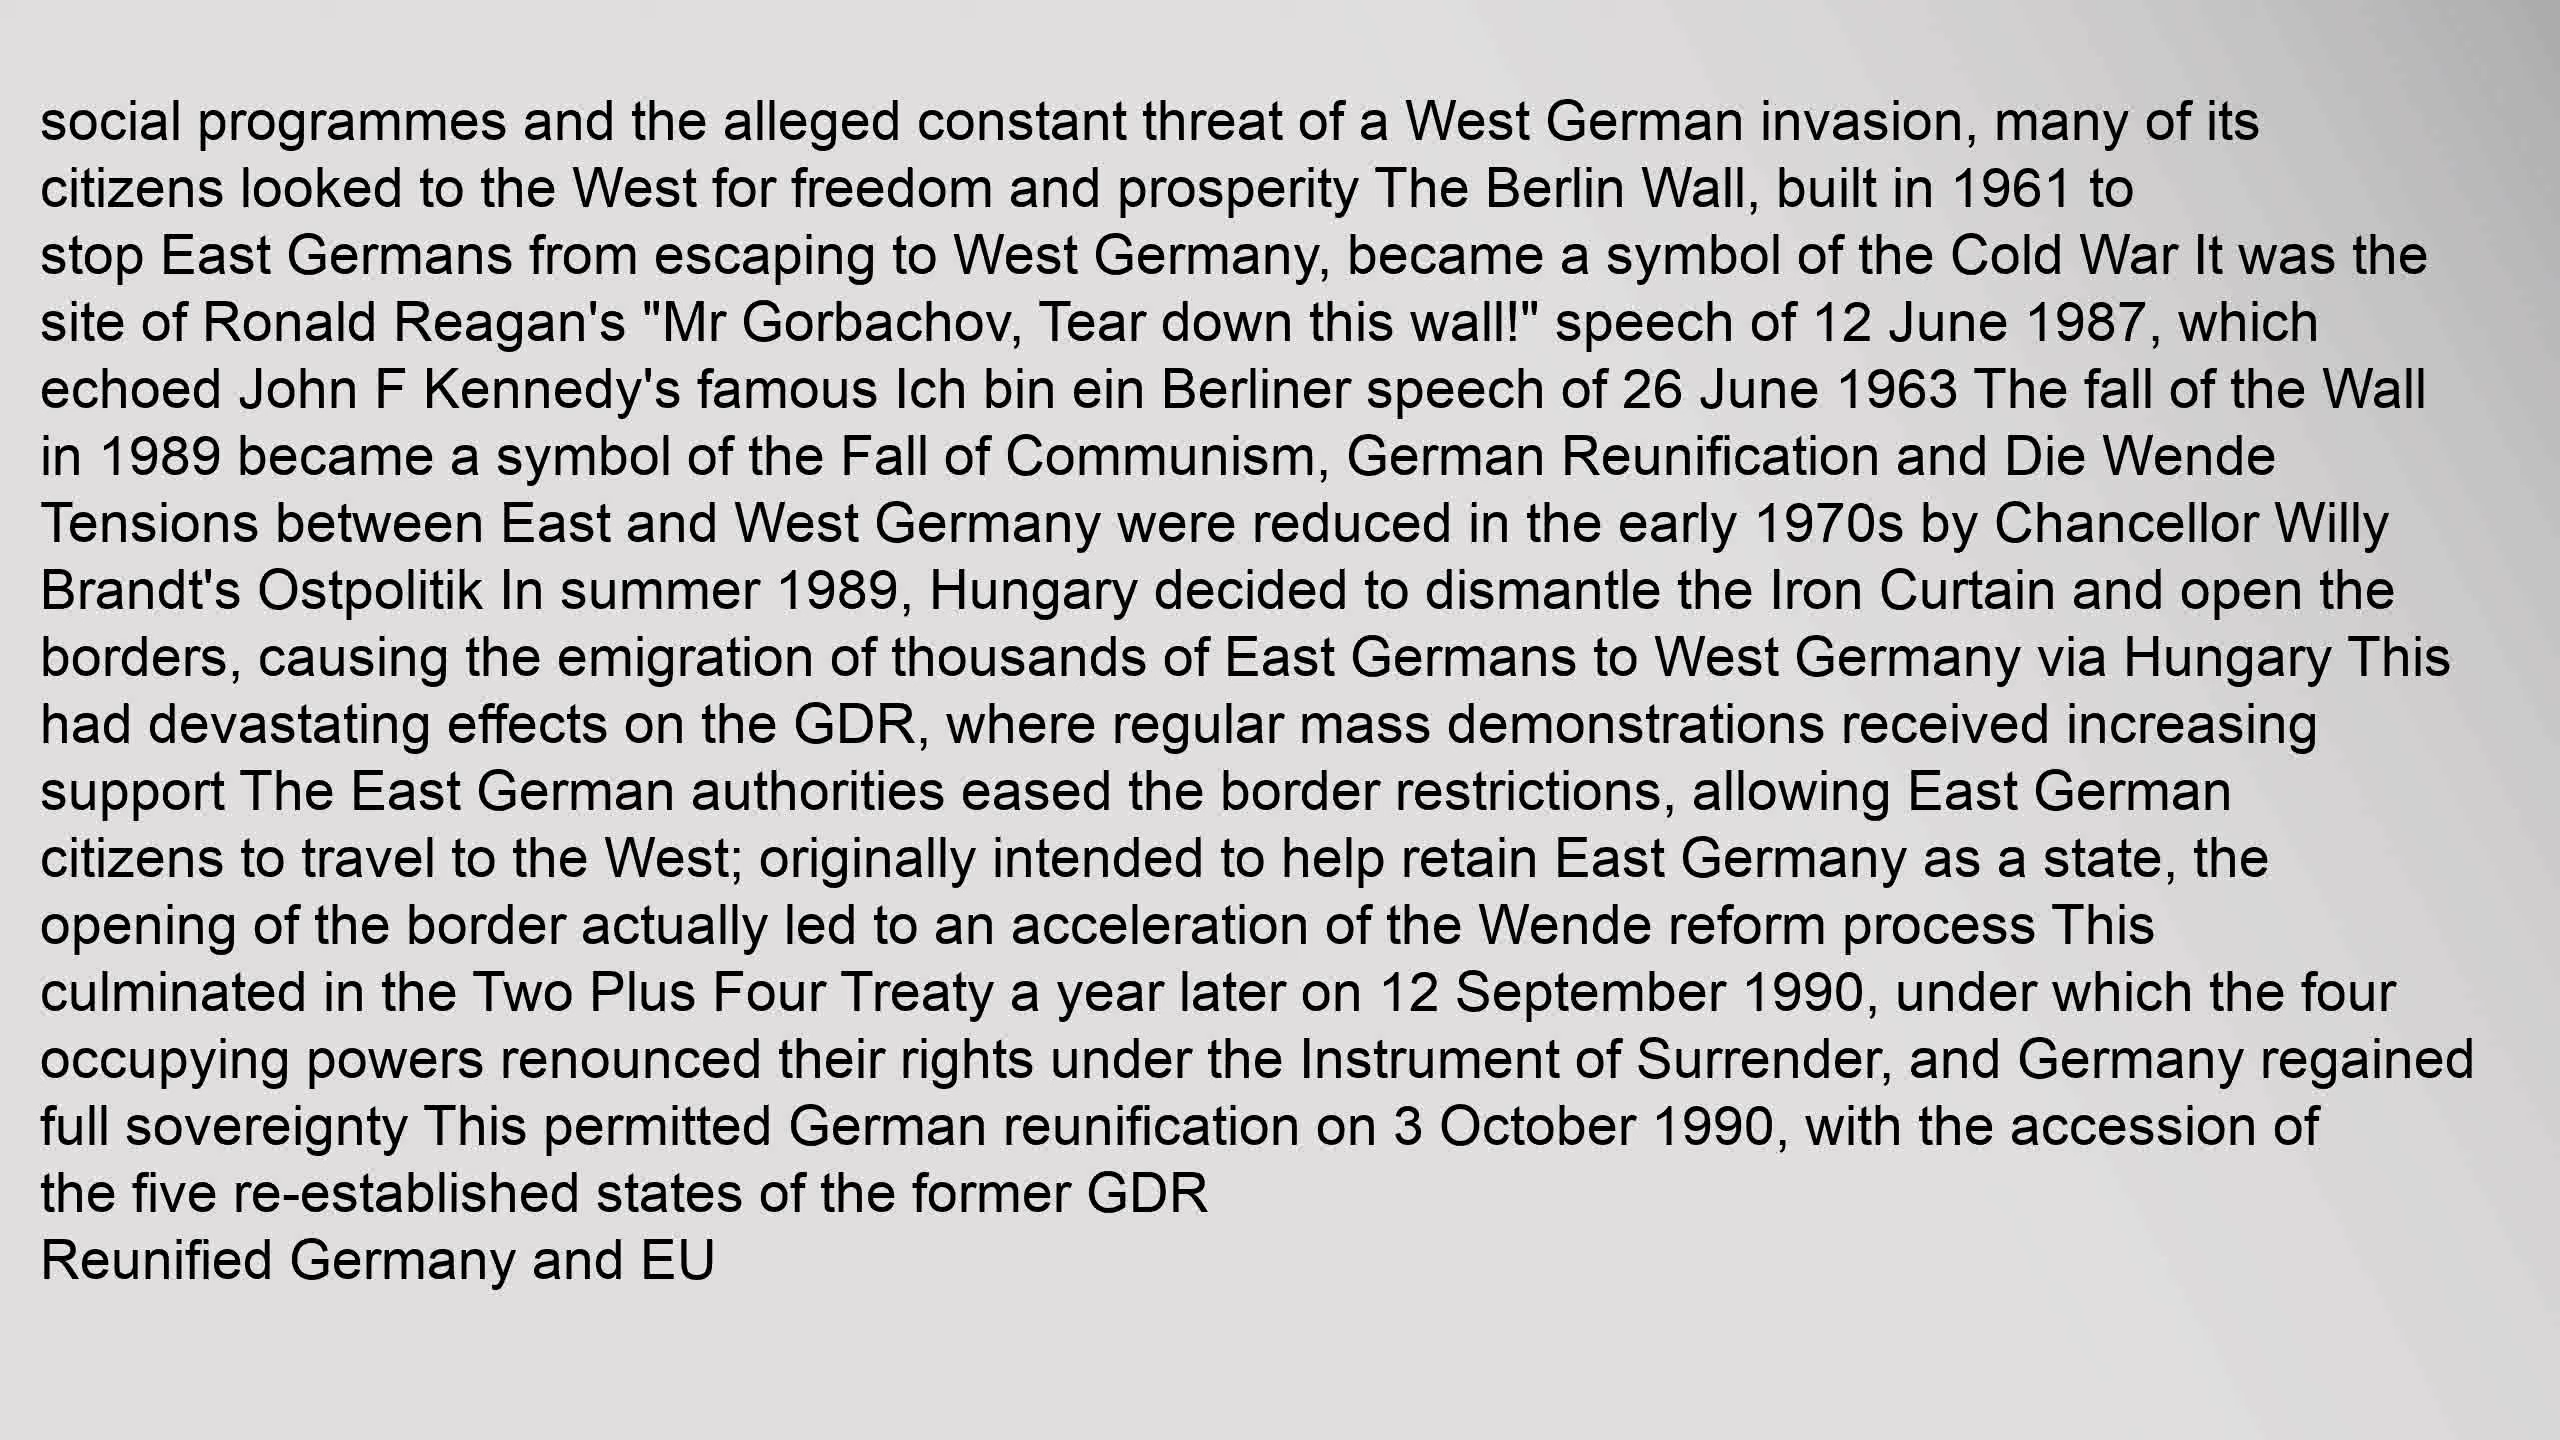 social programmes and the alleged constant threat of a West German invasion, many of its
citizens looked to the West for freedom and prosperity The Berlin Wall, built in 1961 to
stop East Germans from escaping to West Germany, became a symbol of the Cold War It was the
site of Ronald Reagan's "Mr Gorbachov, Tear down this wall!" speech of 12 June 1987, which
echoed John F Kennedy's famous Ich bin ein Berliner speech of 26 June 1963 The fall of the Wall
in 1989 became a symbol of the Fall of Communism, German Reunification and Die Wende
Tensions between East and West Germany were reduced in the early 1970s by Chancellor Willy
Brandt's Ostpolitik In summer 1989, Hungary decided to dismantle the Iron Curtain and open the
borders, causing the emigration of thousands of East Germans to West Germany via Hungary This
had devastating effects on the GDR, where regular mass demonstrations received increasing
support The East German authorities eased the border restrictions, allowing East German
citizens to travel to the West; originally intended to help retain East Germany as a state, the
opening of the border actually led to an acceleration of the Wende reform process This
culminated in the Two Plus Four Treaty a year later on 12 September 1990, under which the four
occupying powers renounced their rights under the Instrument of Surrender, and Germany regained
full sovereignty This permitted German reunification on 3 October 1990, with the accession of
the five re-established states of the former GDR
Reunified Germany and EU